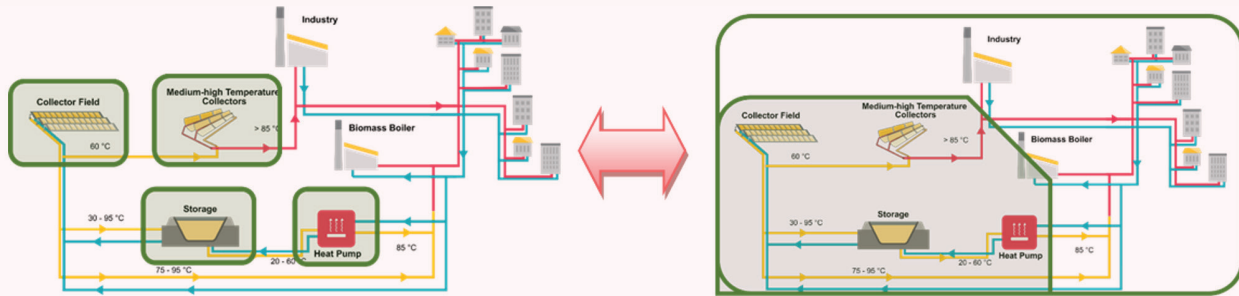 Industry
Collector Field
Medium-high Temperature
Collectors
> 85 °C
60 °C
Biomass Boiler
Storage
30 - 95 °C
20 - 60 °C
Heat Pump
85 °C
75 - 95 °C
Industry
Medium-high Temperature
Collectors
Collector Field
> 85 °C
Biomass Boiler
60 °C
Storage
30 - 95 °C
85 °C
Heat Pump
20 - 60 °C
75 - 95 °C